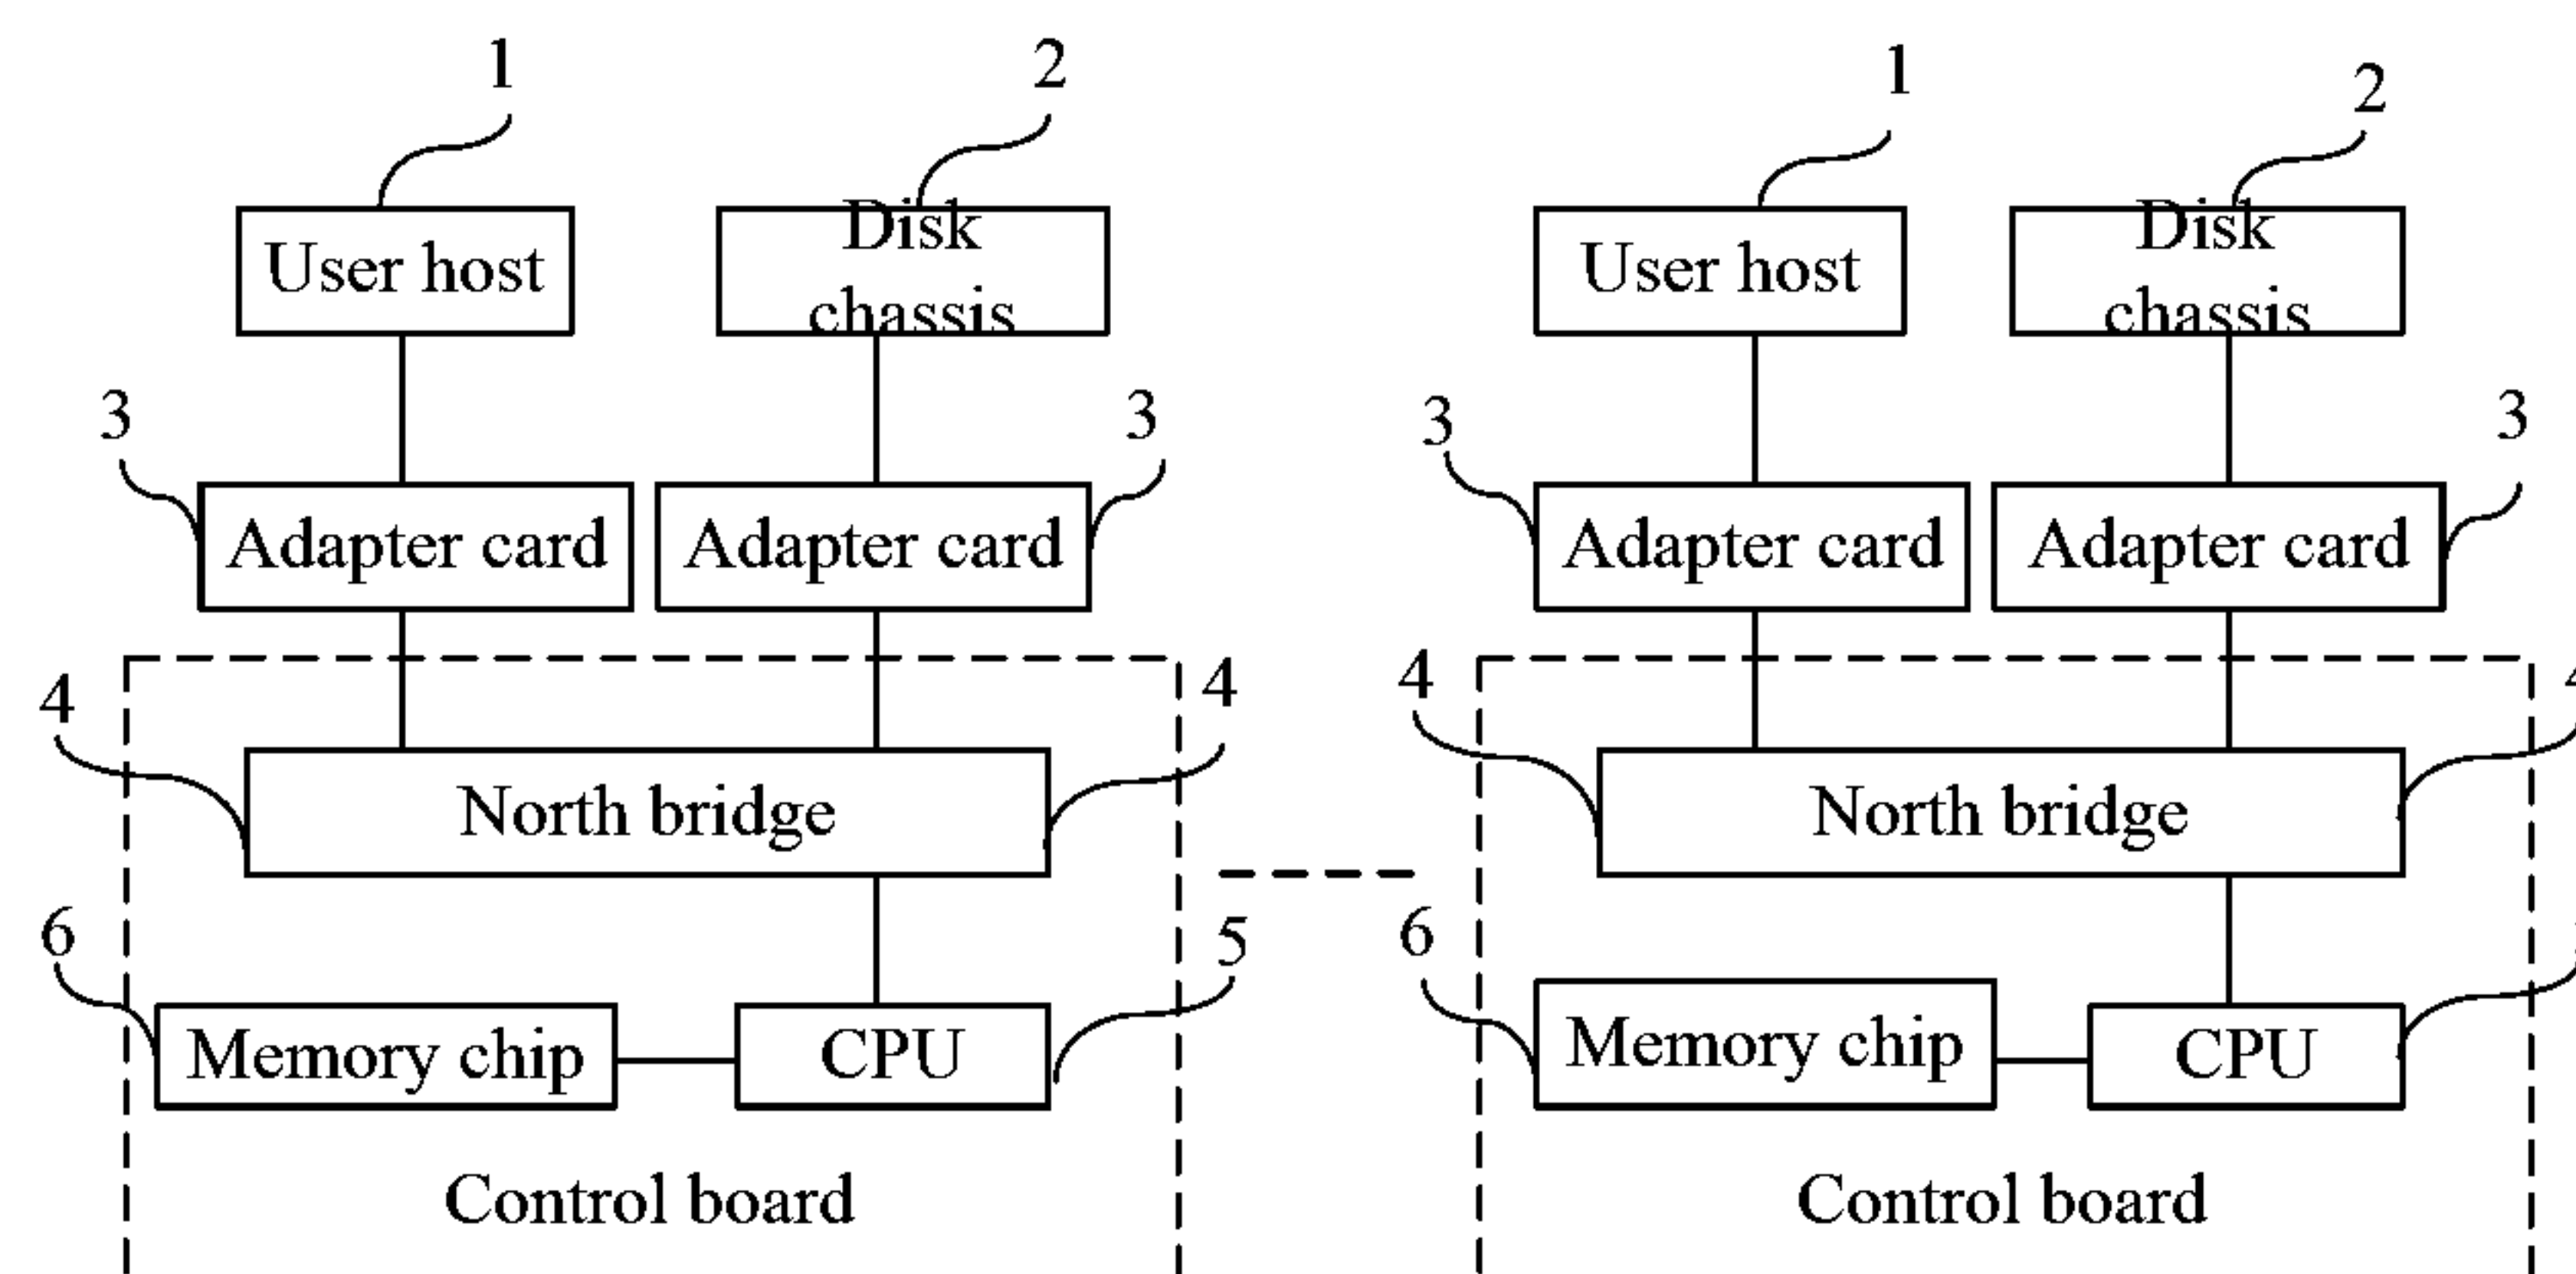 1
2
1
2
User host
Disk
chassis
User host
Disk
chassis
3
3
3
3
Adapter card
Adapter card
Adapter card
Adapter card
4
4
4
North bridge
North bridge
6
5
6
Memory chip
CPU
Memory chip
CPU
Control board
Control board